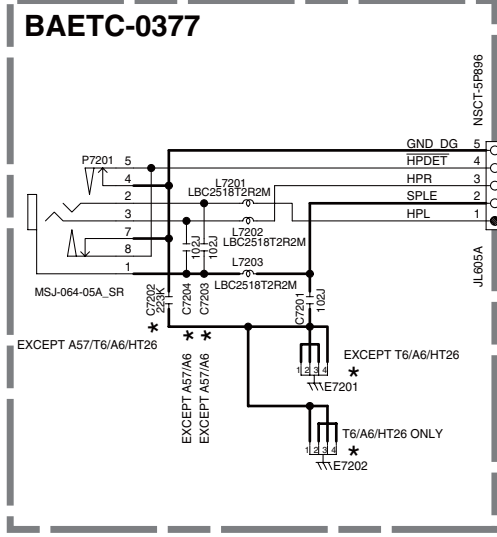 BAETC-0377
NSCT-5P896
GND_DG 5
HPDET 4
HPR 3
SPLE 2
HPL 1
JL605A
P7201
5
4
2
3
7
8
1
MSJ-064-05A_SR
L7201
LBC2518T2R2M
L7202
LBC2518T2R2M
L7203
LBC2518T2R2M
102J
102J
C7202
223K
C7204
C7203
C7201
102J
* EXCEPT A57/T6/A6/HT26
* EXCEPT A57/A6
* EXCEPT A57/A6
EXCEPT T6/A6/HT26
*
1 2 3 4
E7201
T6/A6/HT26 ONLY
*
1 2 3 4
E7202